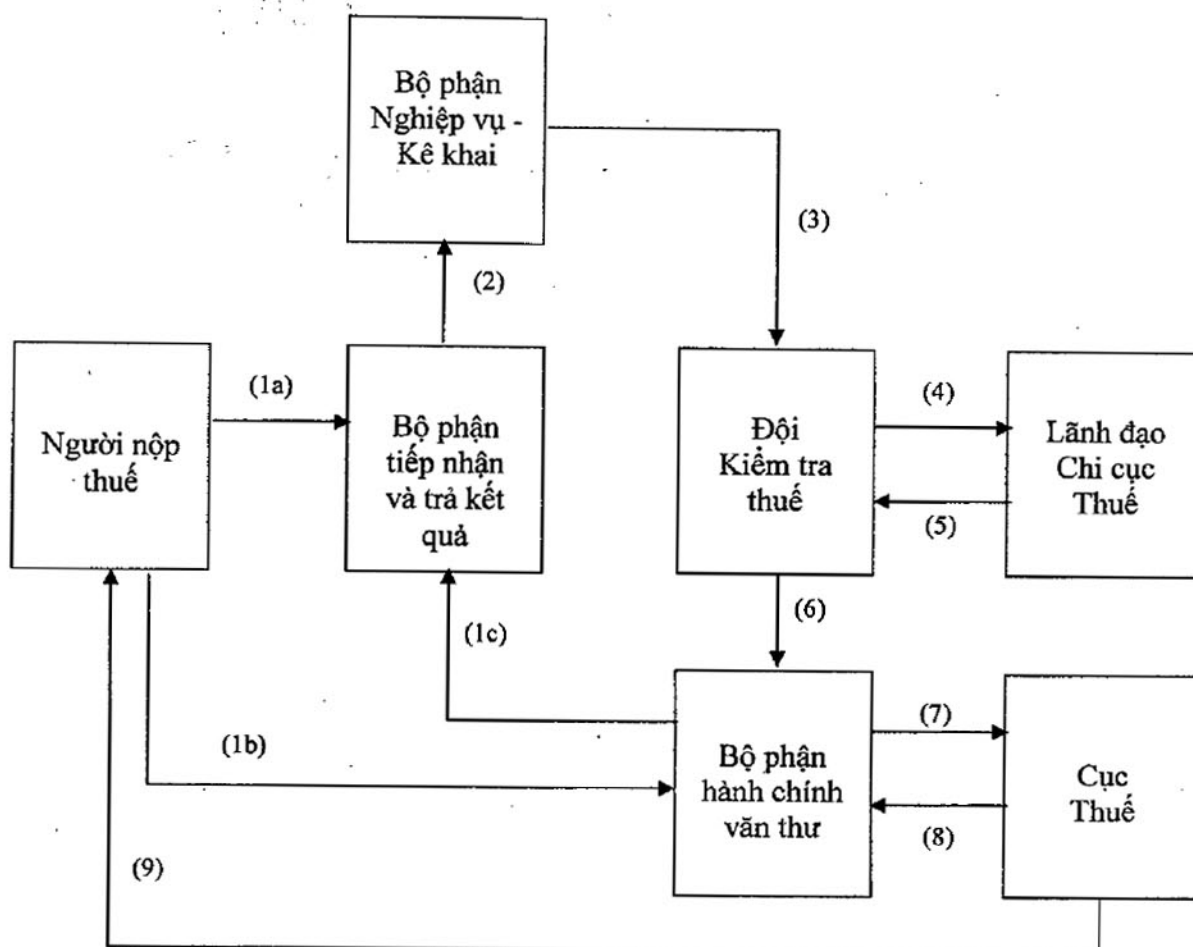 Bộ phận
Nghiệp vụ -
Kê khai
(3)
(2)
Người nộp
thuế
(1a)
Bộ phận
tiếp nhận
và trả kết
quả
Đội
Kiểm tra
thuế
(4)
(5)
Lãnh đạo
Chi cục
Thuế
(1c)
(6)
(1b)
Bộ phận
hành chính
văn thư
(7)
(8)
Cục
Thuế
(9)